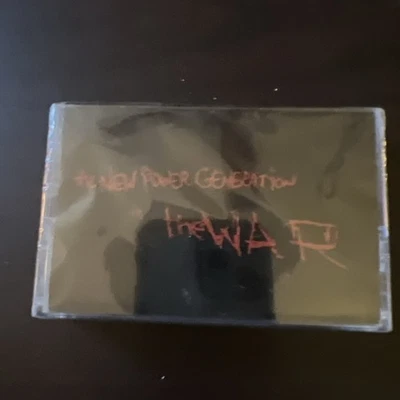 the NEW POWER GENERATION
the WAR